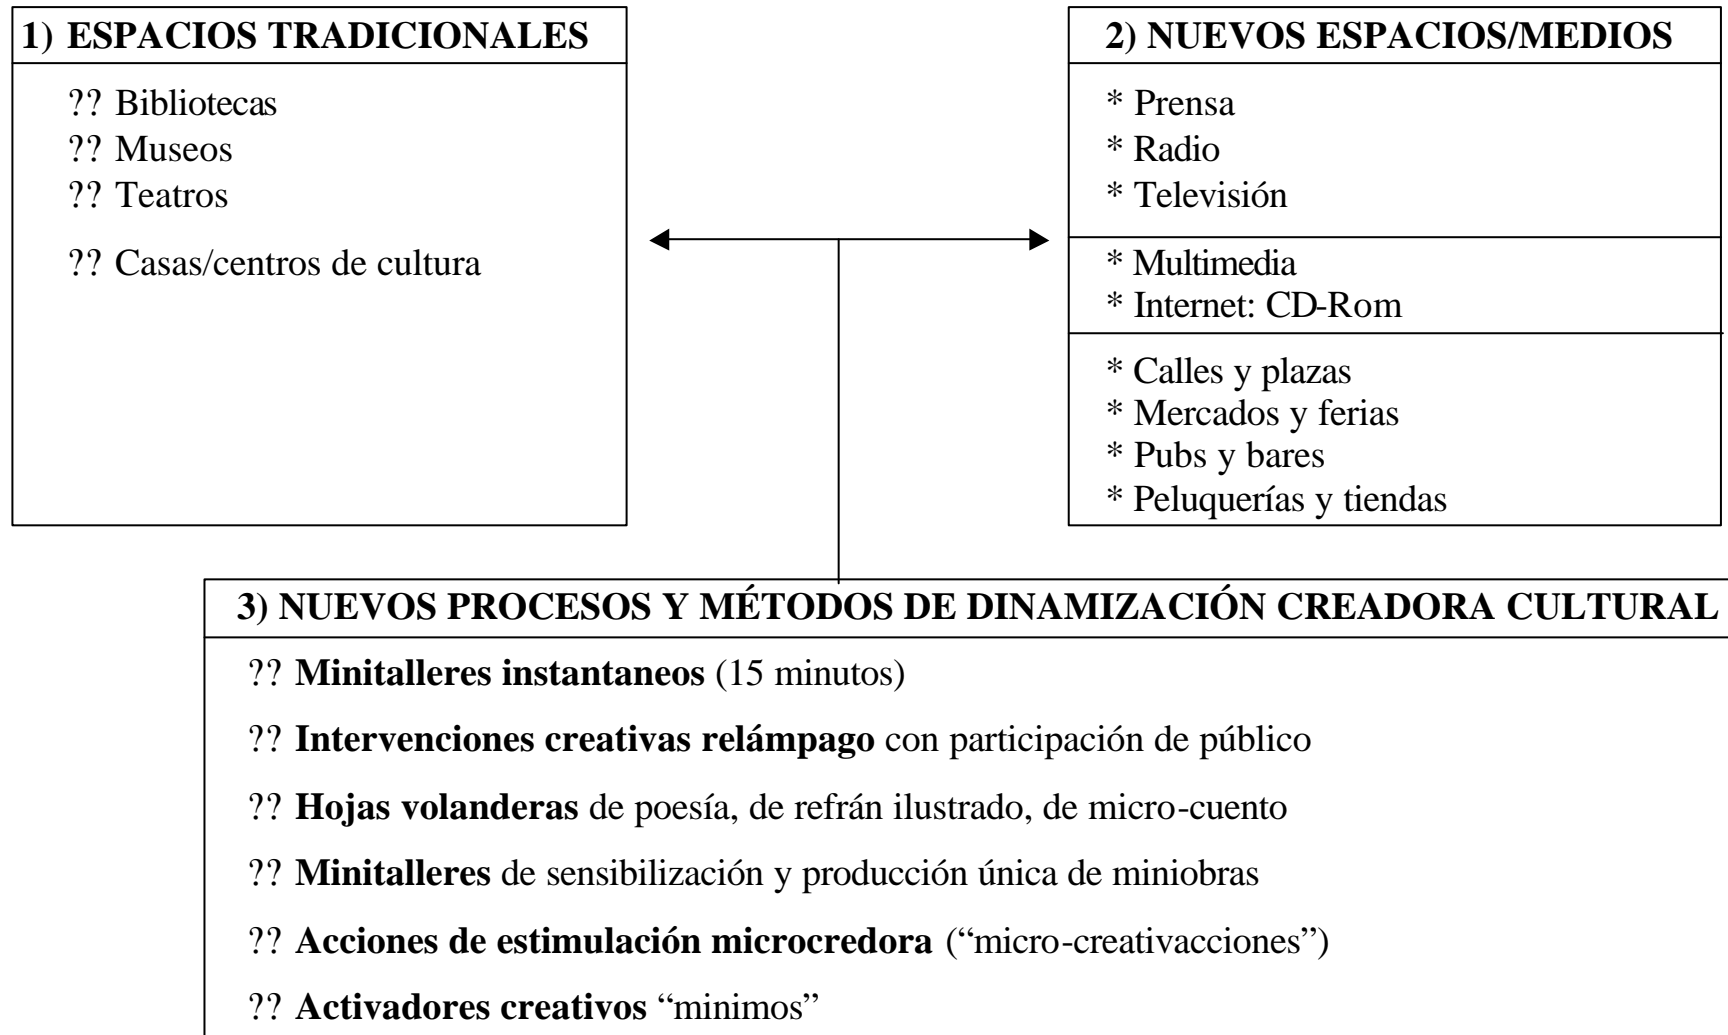 1) ESPACIOS TRADICIONALES
?? Bibliotecas
?? Museos
?? Teatros
?? Casas/centros de cultura
2) NUEVOS ESPACIOS/MEDIOS
* Prensa
* Radio
* Televisión
* Multimedia
* Internet: CD-Rom
* Calles y plazas
* Mercados y ferias
* Pubs y bares
* Peluquerías y tiendas
3) NUEVOS PROCESOS Y MÉTODOS DE DINAMIZACIÓN CREADORA CULTURAL
?? Minitalleres instantaneos (15 minutos)
?? Intervenciones creativas relámpago con participación de público
?? Hojas volanderas de poesía, de refrán ilustrado, de micro-cuento
?? Minitalleres de sensibilización y producción única de miniobras
?? Acciones de estimulación microcredora (“micro-creativacciones”)
?? Activadores creativos “minimos”